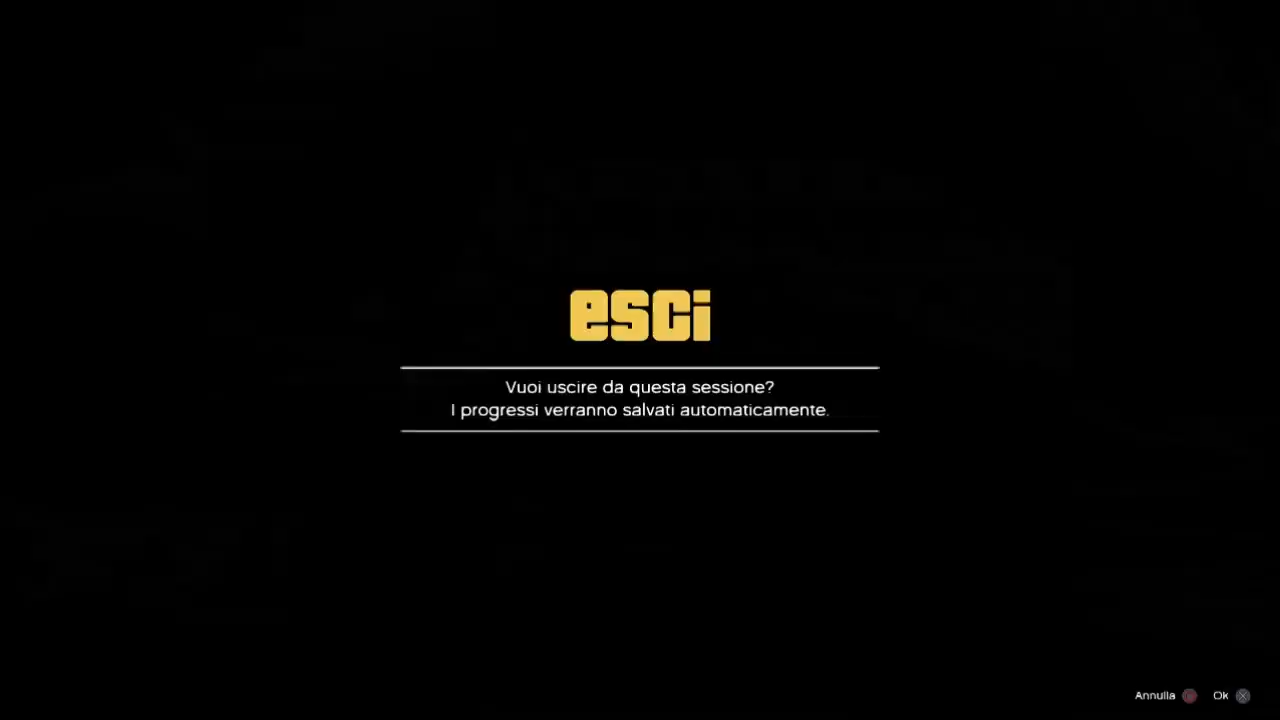 esci
Vuoi uscire da questa sessione?
I progressi verranno salvati automaticamente.
Annulla Ok